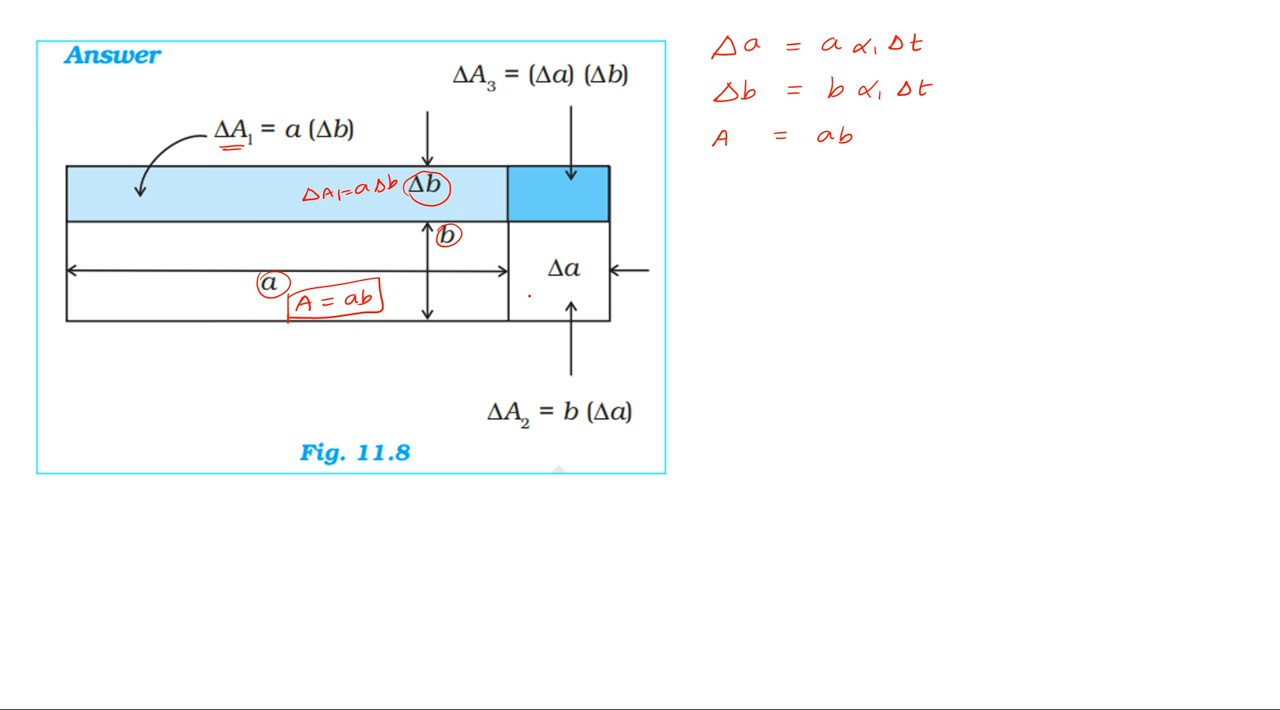 Answer
ΔA₃ = (Δa) (Δb)
ΔA₁ = a (Δb)
ΔA₁=aΔb Δb
b
a
Δa
A = ab
ΔA₂ = b (Δa)
Fig. 11.8
Δa = a α₁ Δt
Δb = b α₁ Δt
A = ab